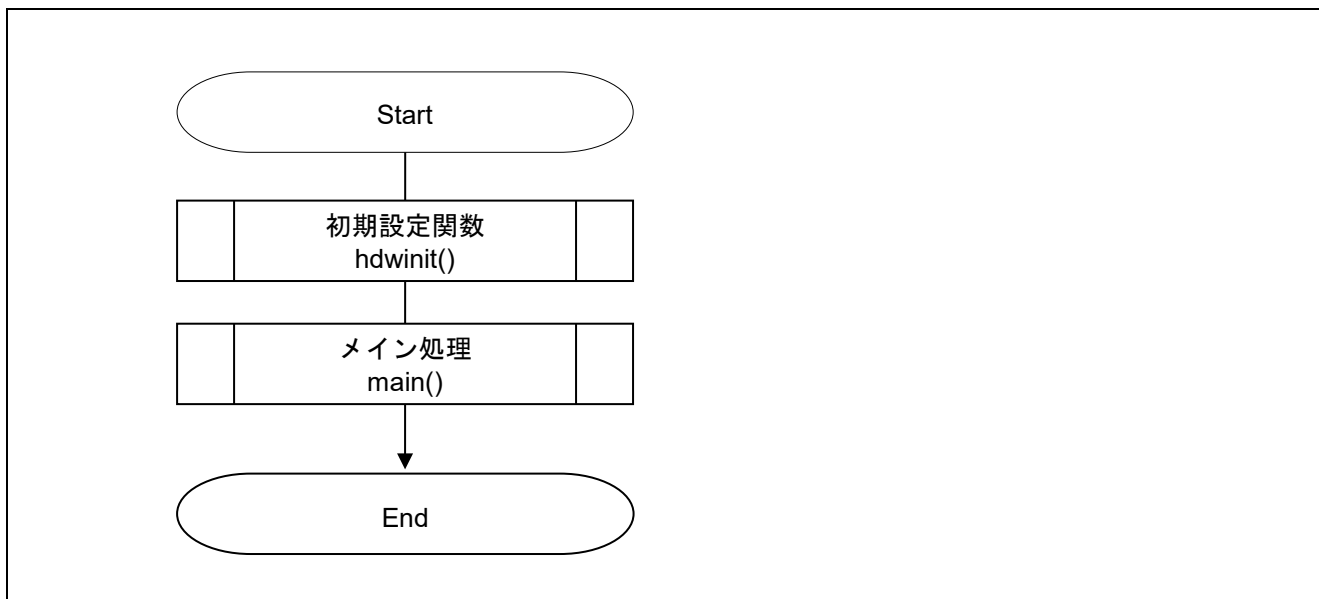 Start
初期設定関数
hdwinit()
メイン処理
main()
End